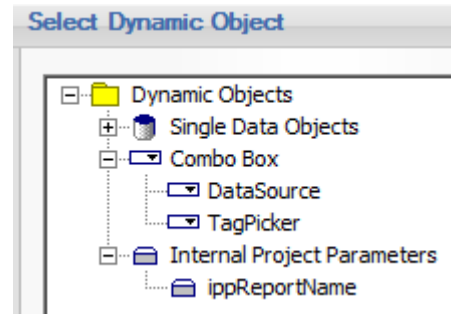 Select Dynamic Object
Dynamic Objects
Single Data Objects
Combo Box
DataSource
TagPicker
Internal Project Parameters
ippReportName